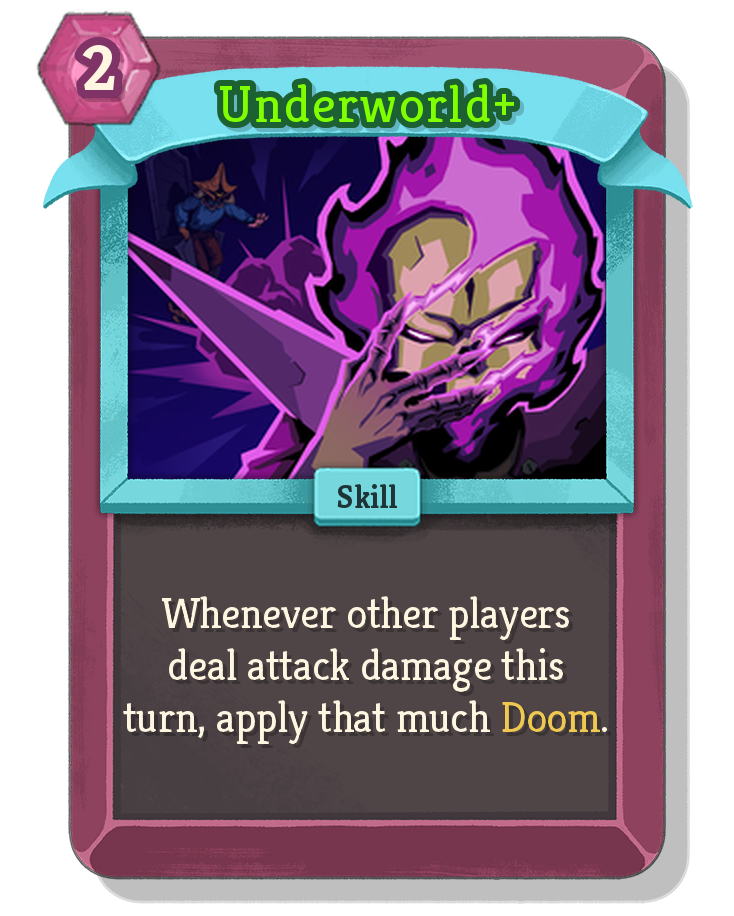 2
Underworld+
Skill
Whenever other players
deal attack damage this
turn, apply that much Doom.